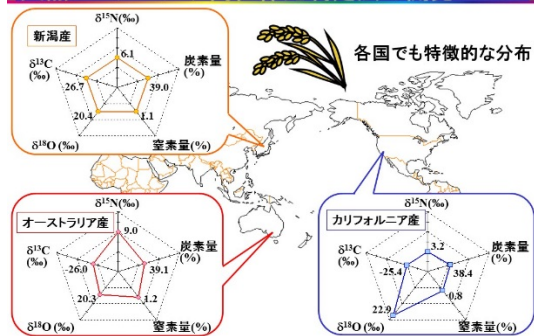 新潟産
δ¹⁵N(‰)
6.1
δ¹³C
(‰)
26.7
炭素量
(%)
39.0
20.4
1.1
δ¹⁸O (‰)
窒素量(%)
各国でも特徴的な分布
オーストラリア産
δ¹⁵N(‰)
9.0
δ¹³C
(‰)
-26.0
炭素量
(%)
39.1
20.3
1.2
δ¹⁸O (‰)
窒素量(%)
カリフォルニア産
δ¹⁵N(‰)
3.2
δ¹³C
(‰)
-25.4
炭素量
(%)
38.4
22.9
0.8
δ¹⁸O (‰)
窒素量(%)